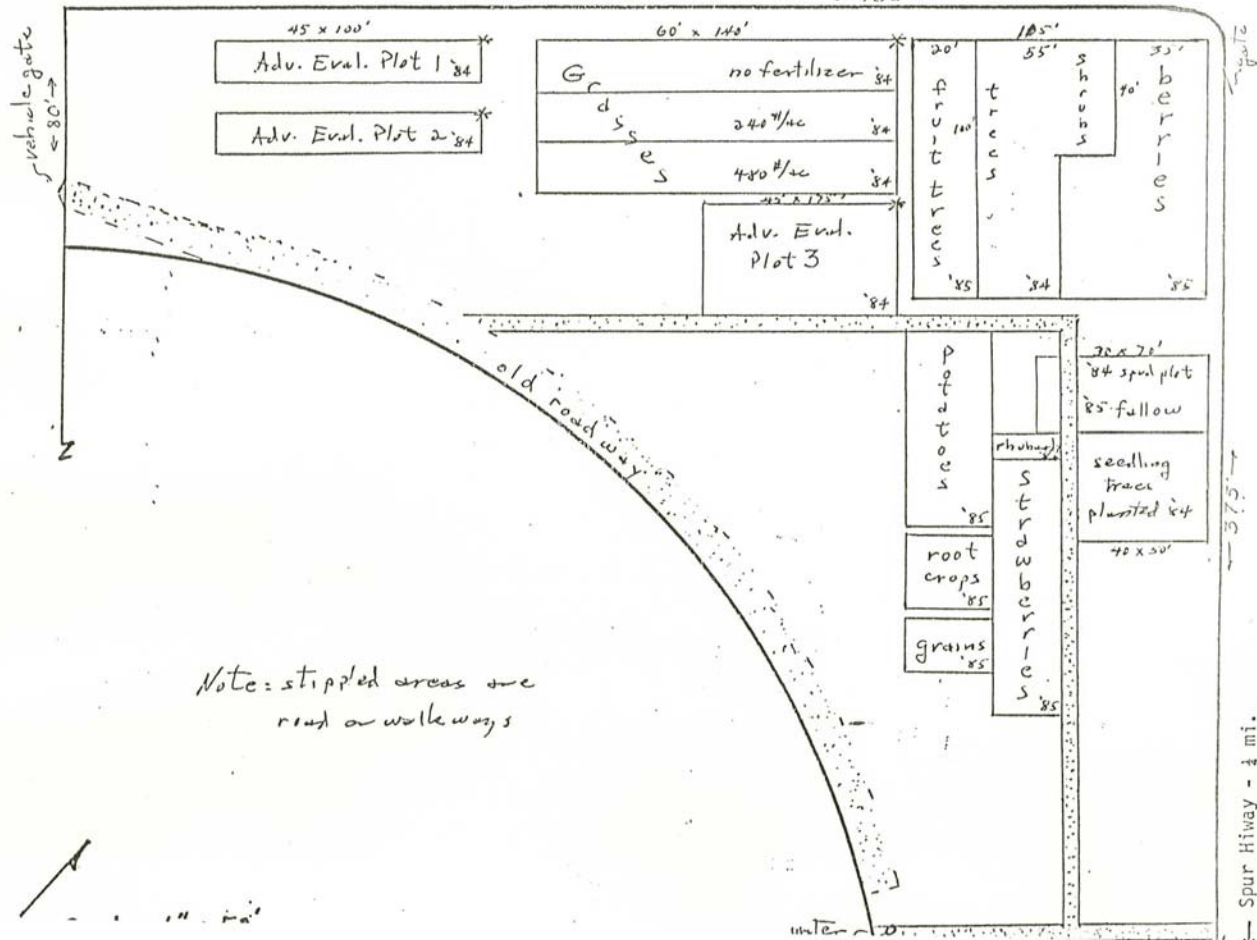 vehicle gate
←80'→
45 x 100'
Adv. Eval. Plot 1 '84
Adv. Eval. Plot 2 '84
60' x 140'
Grasses
no fertilizer '84
240 #/ac '84
480 #/ac '84
45' x 175'
Adv. Eval.
Plot 3
'84
105'
20'
55'
35'
fruit trees
100'
'85
trees
'84
shrubs
40'
berries
'85
gate
old roadway
potatoes
'85
rhubarb
strawberries
'85
root
crops
'85
grains
'85
30 x 70'
'84 spud plot
'85 fallow
seedling
trees
planted '84
40 x 50'
375'
Note: stippled areas are
road or walkways
water
Spur Hiway - ¼ mi.